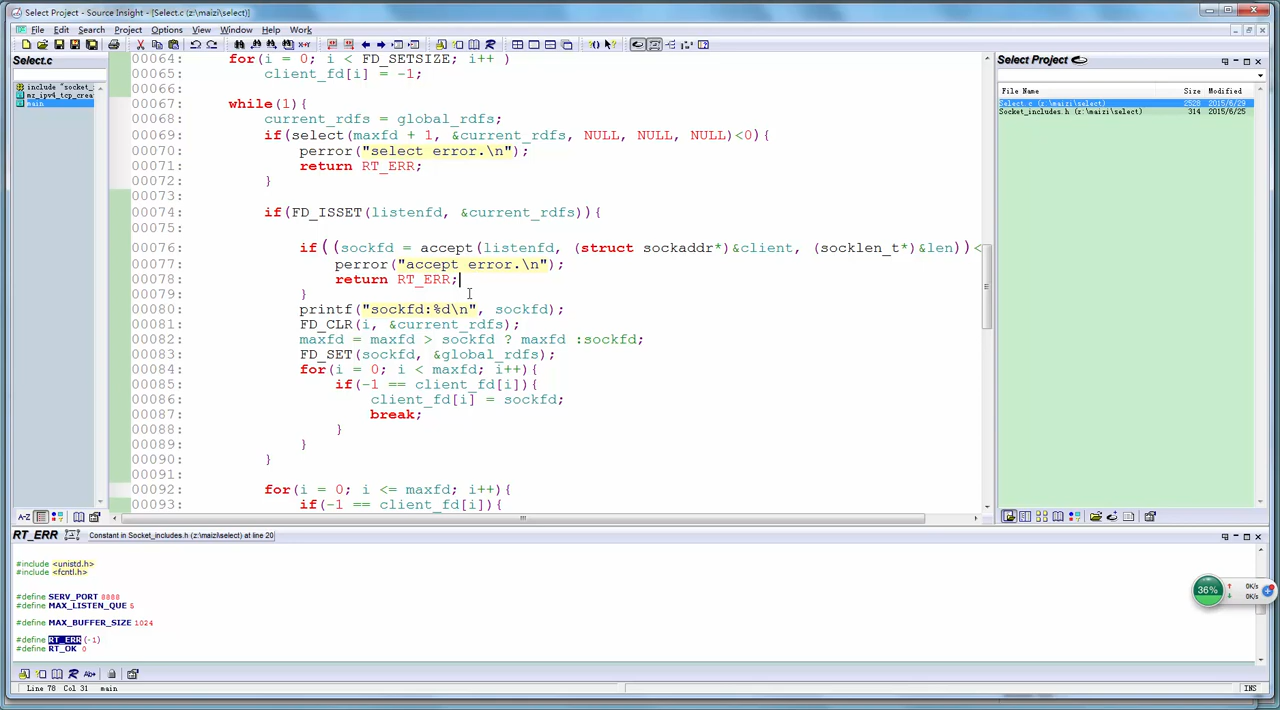 Select Project - Source Insight - [Select.c (z:\maizi\select)]
File Edit Search Project Options View Window Help Work
Select.c
include "socket_
mz_ipv4_tcp_crea
main
00064: for(i = 0; i < FD_SETSIZE; i++ )
00065: client_fd[i] = -1;
00066:
00067: while(1){
00068: current_rdfs = global_rdfs;
00069: if(select(maxfd + 1, &current_rdfs, NULL, NULL, NULL)<0){
00070: perror("select error.\n");
00071: return RT_ERR;
00072: }
00073:
00074: if(FD_ISSET(listenfd, &current_rdfs)){
00075:
00076: if((sockfd = accept(listenfd, (struct sockaddr*)&client, (socklen_t*)&len))<
00077: perror("accept error.\n");
00078: return RT_ERR;
00079: }
00080: printf("sockfd:%d\n", sockfd);
00081: FD_CLR(i, &current_rdfs);
00082: maxfd = maxfd > sockfd ? maxfd :sockfd;
00083: FD_SET(sockfd, &global_rdfs);
00084: for(i = 0; i < maxfd; i++){
00085: if(-1 == client_fd[i]){
00086: client_fd[i] = sockfd;
00087: break;
00088: }
00089: }
00090: }
00091:
00092: for(i = 0; i <= maxfd; i++){
00093: if(-1 == client_fd[i]){
Select Project
File Name Size Modified
Select.c (z:\maizi\select) 2528 2015/6/29
Socket_includes.h (z:\maizi\select) 314 2015/6/25
A-Z
RT_ERR Constant in Socket_includes.h (z:\maizi\select) at line 20
#include <unistd.h>
#include <fcntl.h>
#define SERV_PORT 8888
#define MAX_LISTEN_QUE 5
#define MAX_BUFFER_SIZE 1024
#define RT_ERR (-1)
#define RT_OK 0
36%
0K/s
0K/s
Line 78 Col 31 main
INS